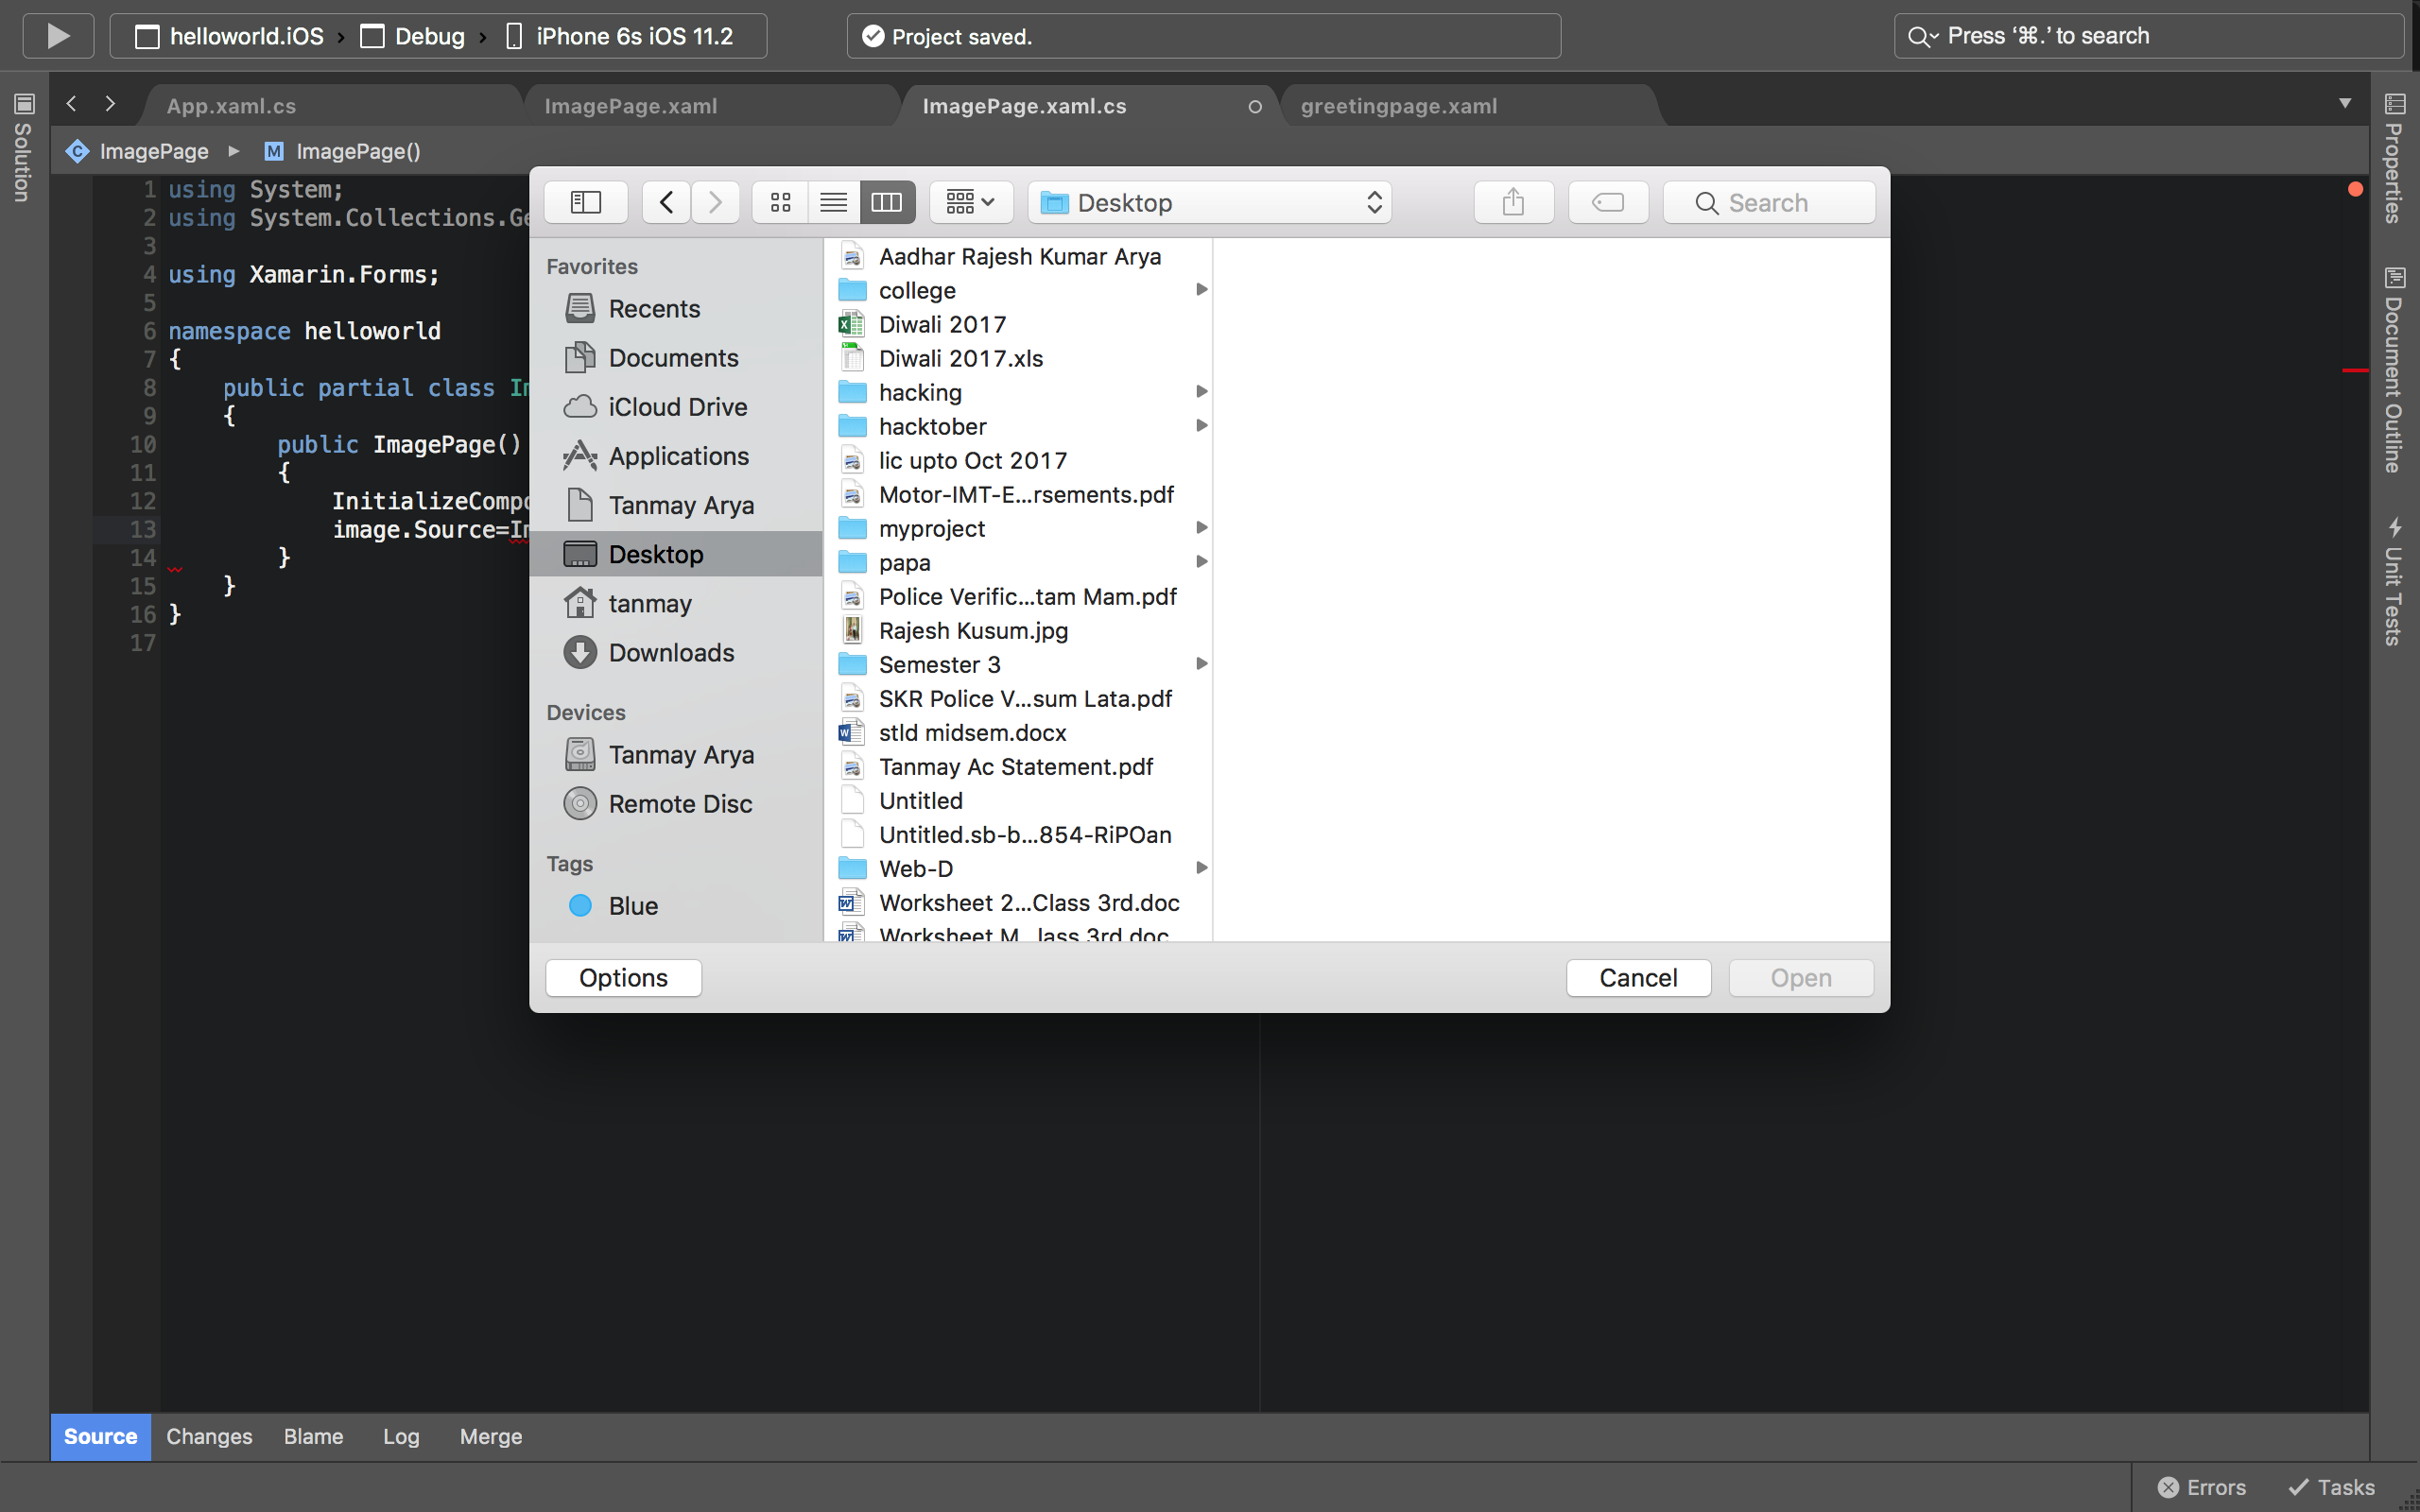 helloworld.iOS › Debug › iPhone 6s iOS 11.2
Project saved.
Press ‘⌘.’ to search
Solution
App.xaml.cs
ImagePage.xaml
ImagePage.xaml.cs
greetingpage.xaml
C ImagePage ▶ M ImagePage()
1 using System;
2 using System.Collections.Ge
3
4 using Xamarin.Forms;
5
6 namespace helloworld
7 {
8 public partial class Im
9 {
10 public ImagePage()
11 {
12 InitializeCompo
13 image.Source=Im
14 }
15 }
16 }
17
Desktop
Search
Favorites
Recents
Documents
iCloud Drive
Applications
Tanmay Arya
Desktop
tanmay
Downloads
Devices
Tanmay Arya
Remote Disc
Tags
Blue
Aadhar Rajesh Kumar Arya
college
Diwali 2017
Diwali 2017.xls
hacking
hacktober
lic upto Oct 2017
Motor-IMT-E...rsements.pdf
myproject
papa
Police Verific...tam Mam.pdf
Rajesh Kusum.jpg
Semester 3
SKR Police V...sum Lata.pdf
stld midsem.docx
Tanmay Ac Statement.pdf
Untitled
Untitled.sb-b...854-RiPOan
Web-D
Worksheet 2...Class 3rd.doc
Worksheet M...lass 3rd.doc
Options
Cancel
Open
Properties
Document Outline
Unit Tests
Source
Changes
Blame
Log
Merge
Errors
Tasks